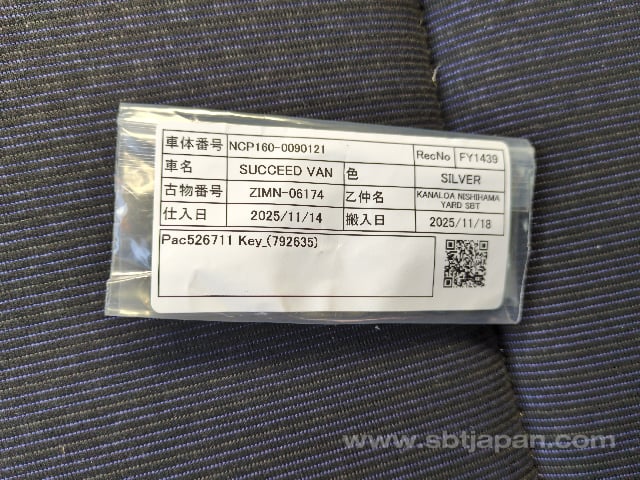 車体番号 NCP160-0090121 RecNo FY1439
車名 SUCCEED VAN 色 SILVER
古物番号 ZIMN-06174 乙仲名 KANALOA NISHIHAMA YARD SBT
仕入日 2025/11/14 搬入日 2025/11/18
Pac526711 Key_(792635)
www.sbtjapan.com